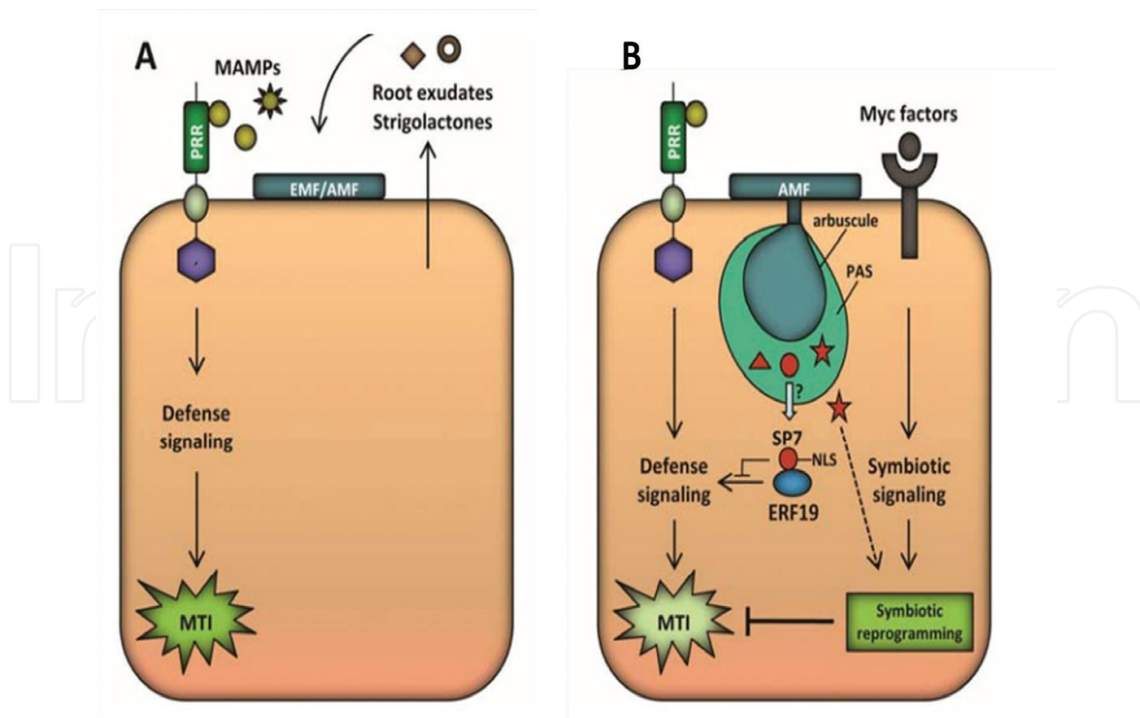 A
MAMPs
PRR
EMF/AMF
Root exudates
Strigolactones
Defense
signaling
MTI
B
PRR
AMF
Myc factors
arbuscule
PAS
?
SP7
NLS
ERF19
Defense
signaling
Symbiotic
signaling
MTI
Symbiotic
reprogramming